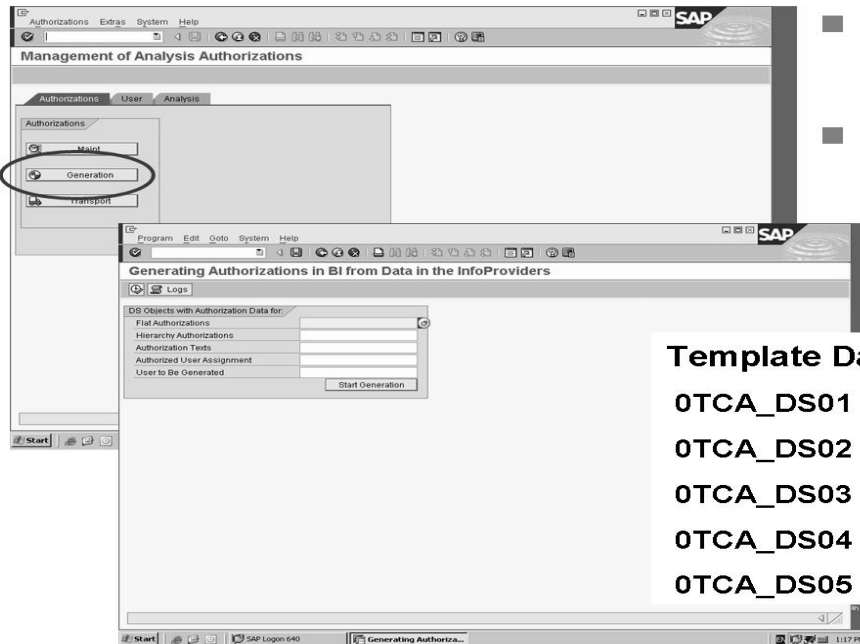 Authorizations Extras System Help
SAP
Management of Analysis Authorizations
Authorizations User Analysis
Authorizations
Maint.
Generation
Transport
Program Edit Goto System Help
SAP
Generating Authorizations in BI from Data in the InfoProviders
Logs
DS Objects with Authorization Data for:
Flat Authorizations
Hierarchy Authorizations
Authorization Texts
Authorized User Assignment
User to Be Generated
Start Generation
Template Da
0TCA_DS01
0TCA_DS02
0TCA_DS03
0TCA_DS04
0TCA_DS05
Start
Start SAP Logon 640 Generating Authoriza... 1:17 P